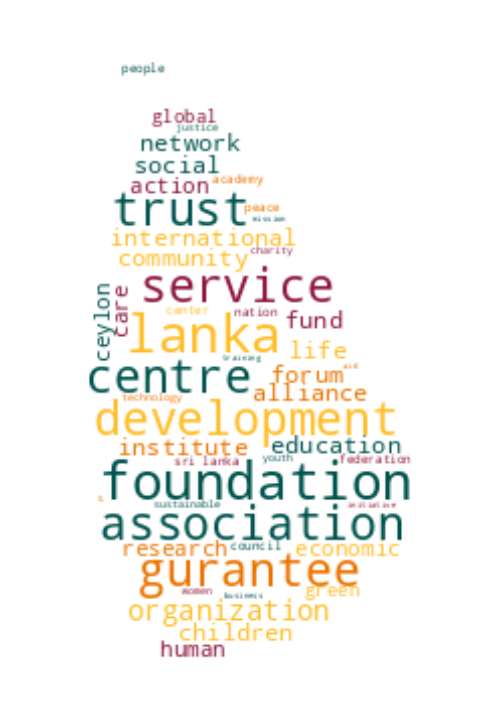 people
global
justice
network
social
academy
action
trust
peace
mission
international
charity
community
service
ceylon
care
center
nation
fund
lanka
life
training
aid
centre
forum
alliance
technology
development
institute
education
sri lanka
youth
federation
foundation
s
sustainable
initiative
association
research
council
economic
gurantee
women
business
green
organization
children
human